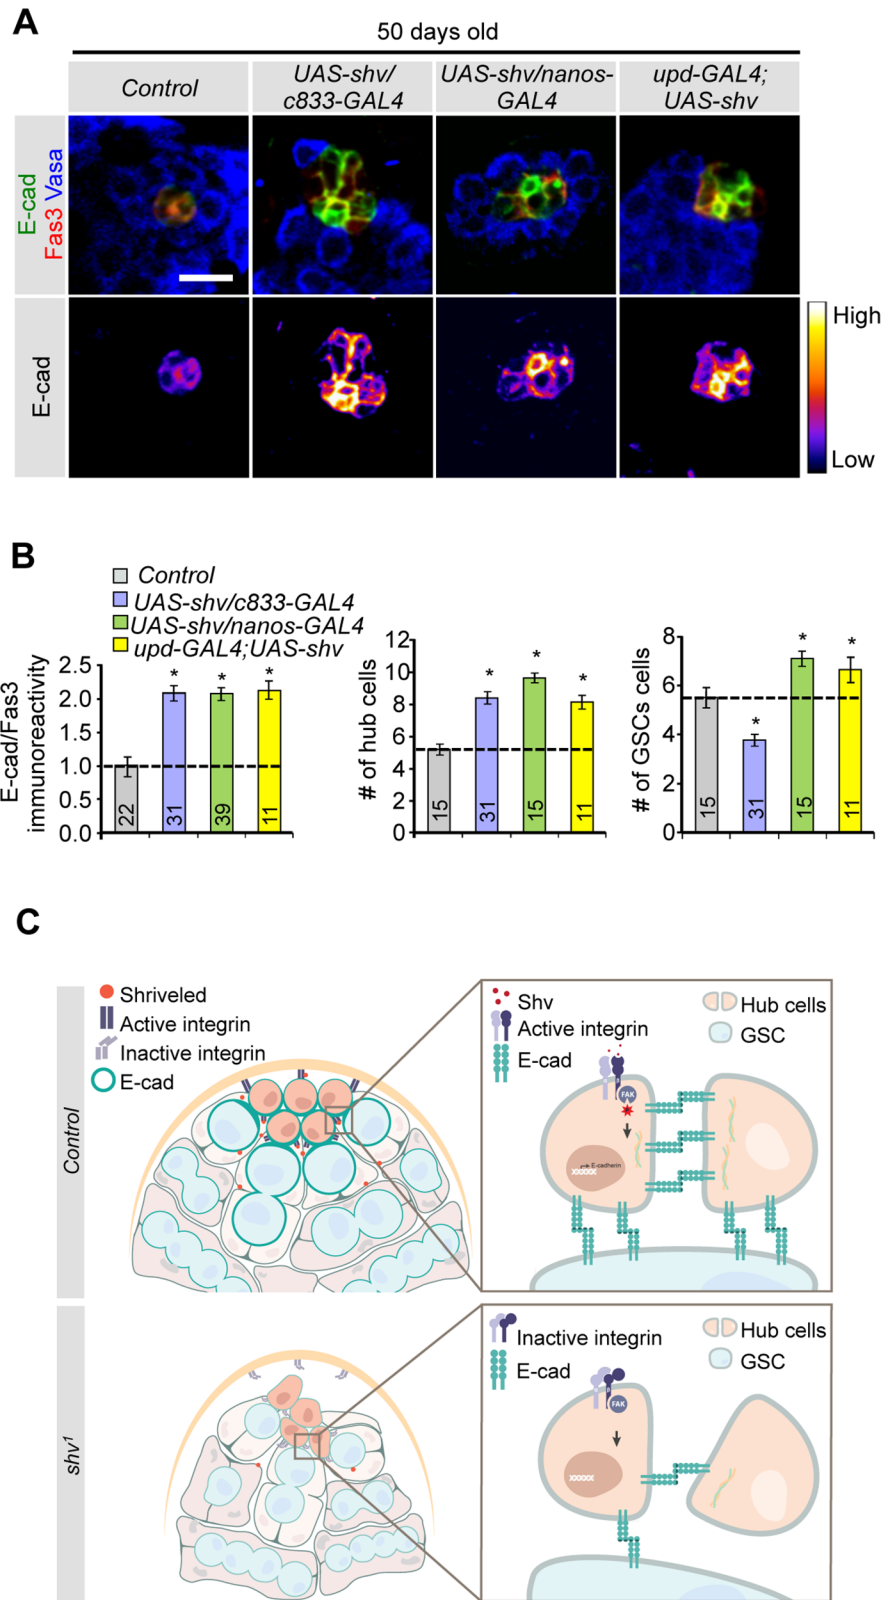 A
50 days old
Control
UAS-shv/
c833-GAL4
UAS-shv/nanos-
GAL4
upd-GAL4;
UAS-shv
E-cad
Fas3 Vasa
E-cad
High
Low
B
Control
UAS-shv/c833-GAL4
UAS-shv/nanos-GAL4
upd-GAL4;UAS-shv
E-cad/Fas3
immunoreactivity
2.5
2.0
1.5
1.0
0.5
0.0
* * *
22 31 39 11
# of hub cells
12
10
8
6
4
2
0
* * *
15 31 15 11
# of GSCs cells
8
6
4
2
0
* * *
15 31 15 11
C
Control
Shriveled
Active integrin
Inactive integrin
E-cad
Shv
Active integrin
E-cad
Hub cells
GSC
FAK
E-cadherin
shv1
Inactive integrin
E-cad
Hub cells
GSC
FAK